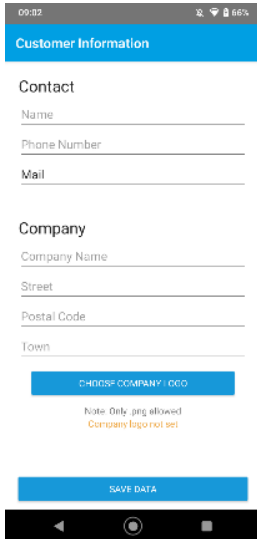 09:02
66%
Customer Information
Contact
Name
Phone Number
Mail
Company
Company Name
Street
Postal Code
Town
CHOOSE COMPANY LOGO
Note: Only .png allowed
Company logo not set
SAVE DATA